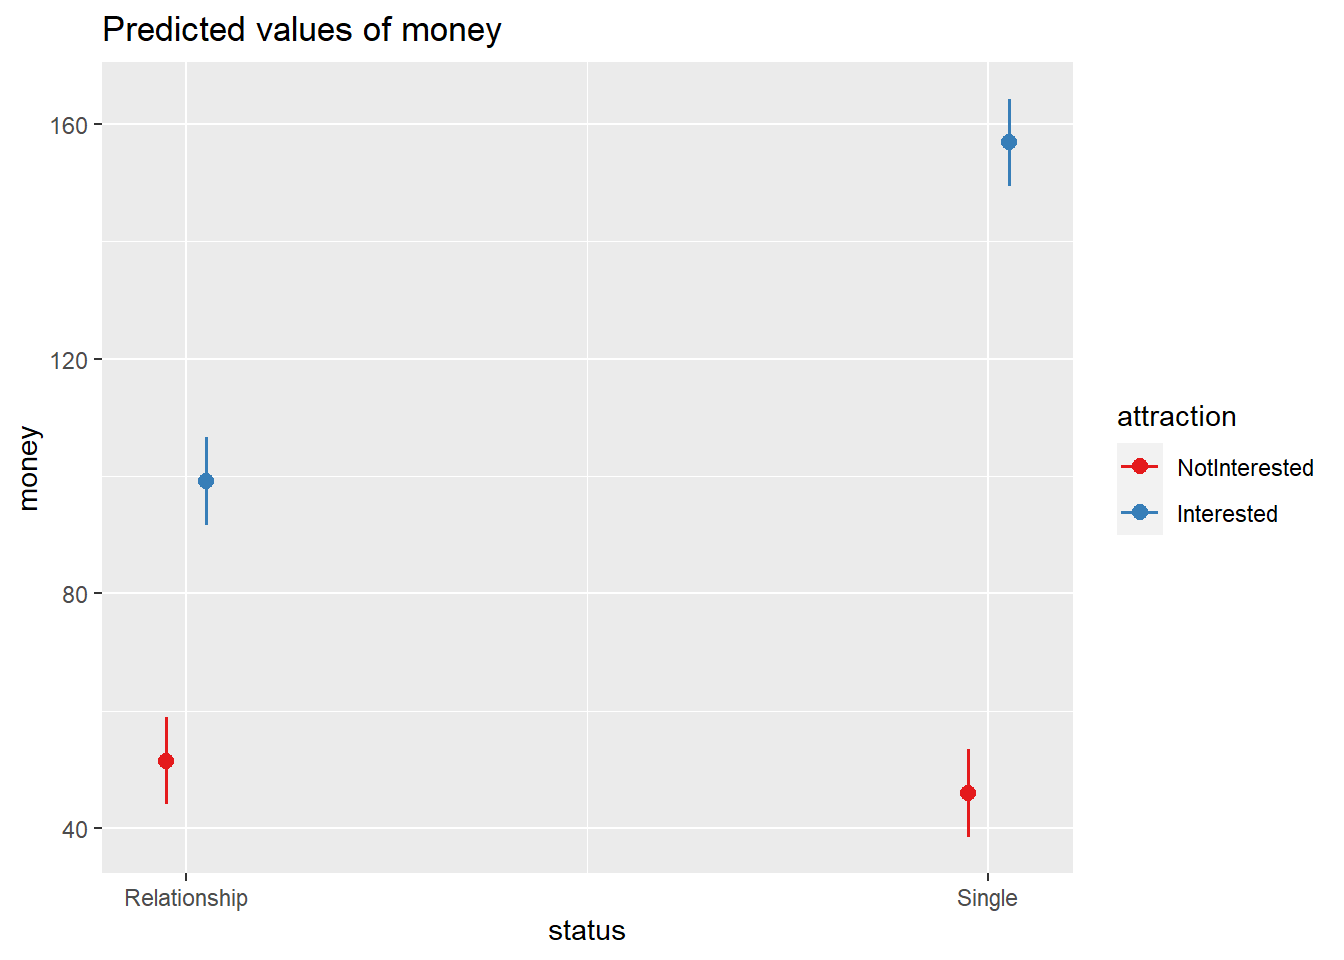 Predicted values of money
160
120
80
40
money
Relationship
Single
status
attraction
NotInterested
Interested